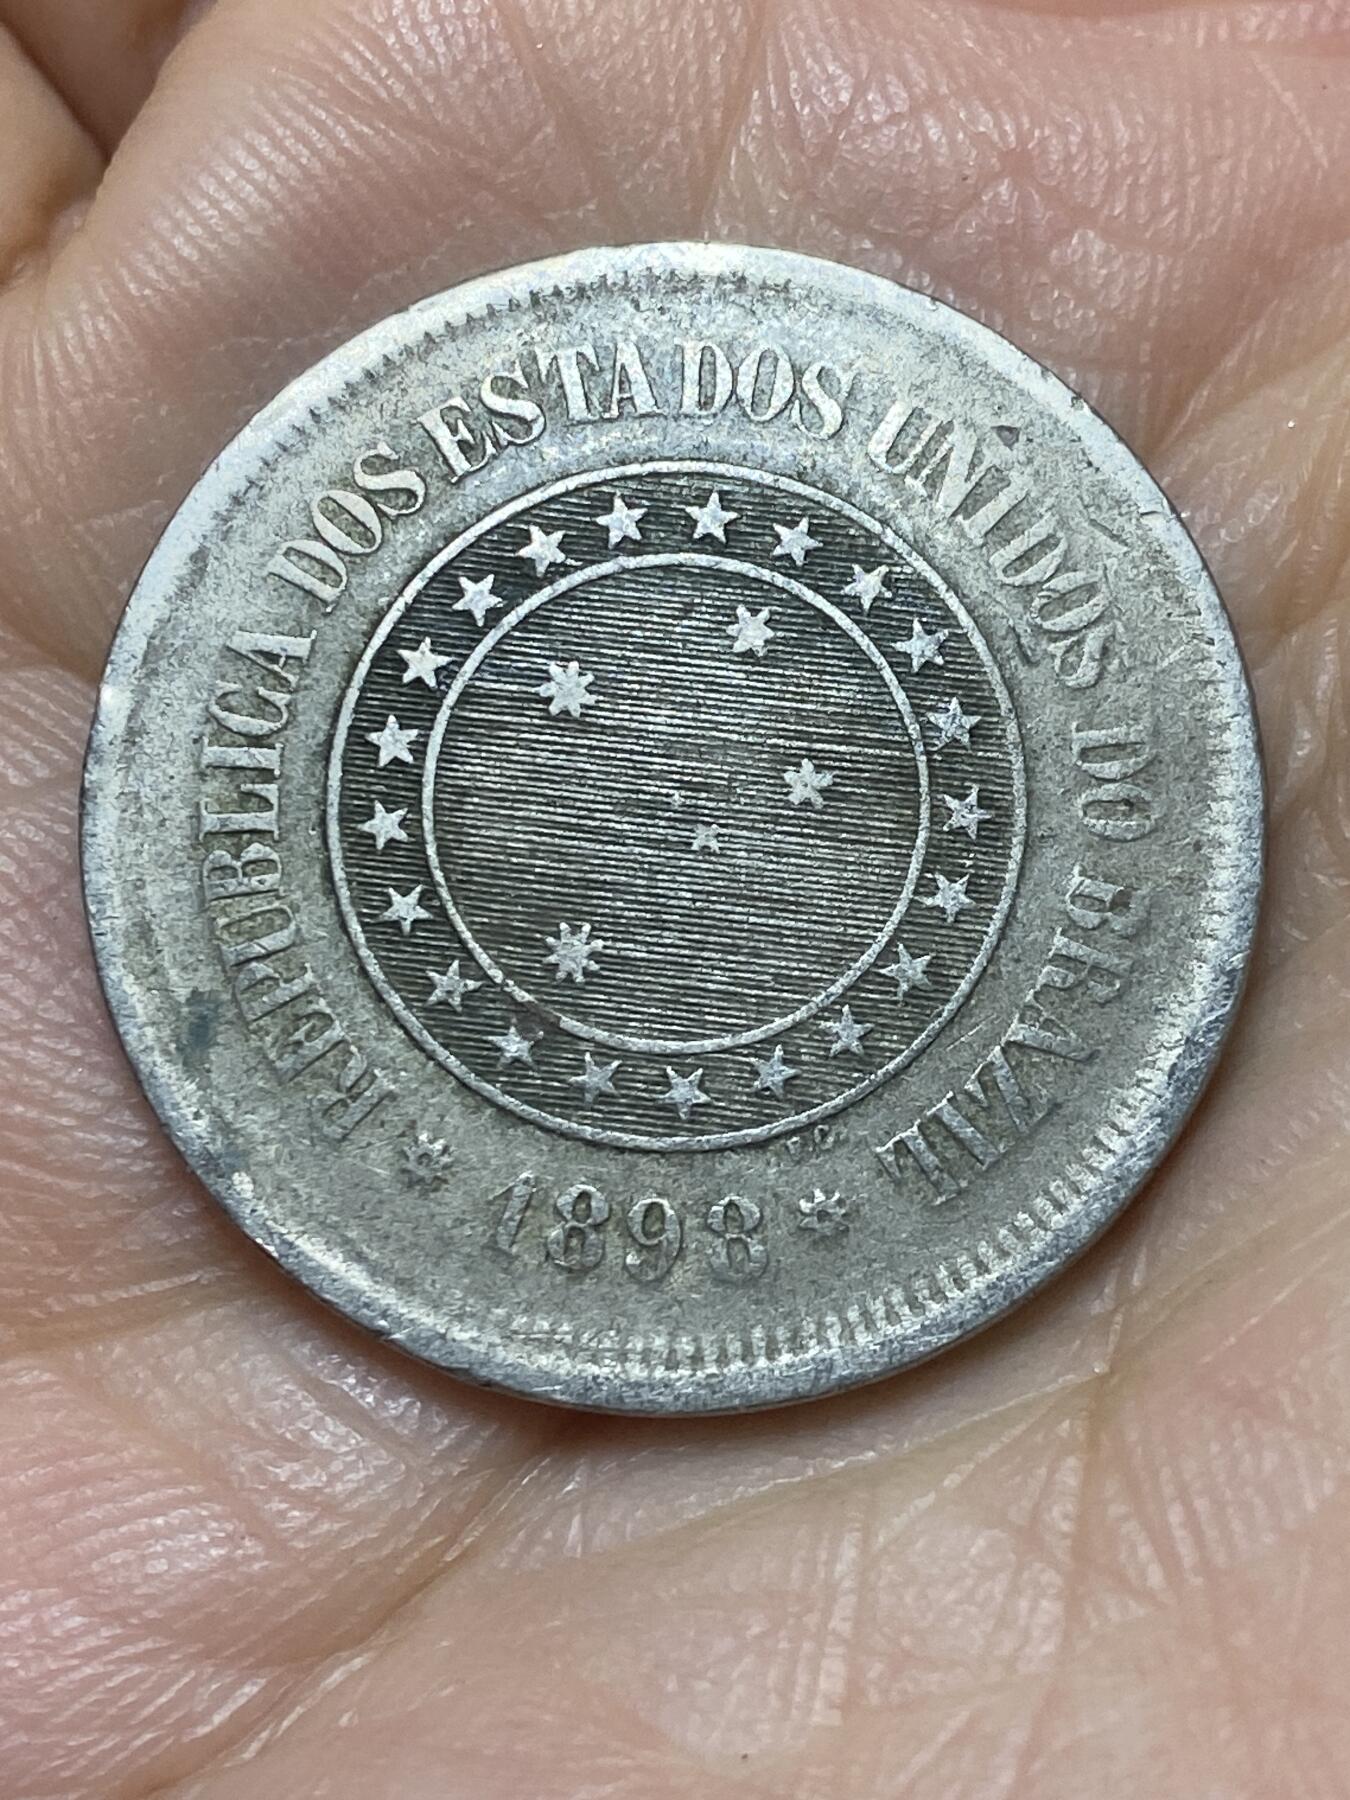 REPUBLICA DOS ESTADOS UNIDOS DO BRAZIL
* 1898 *